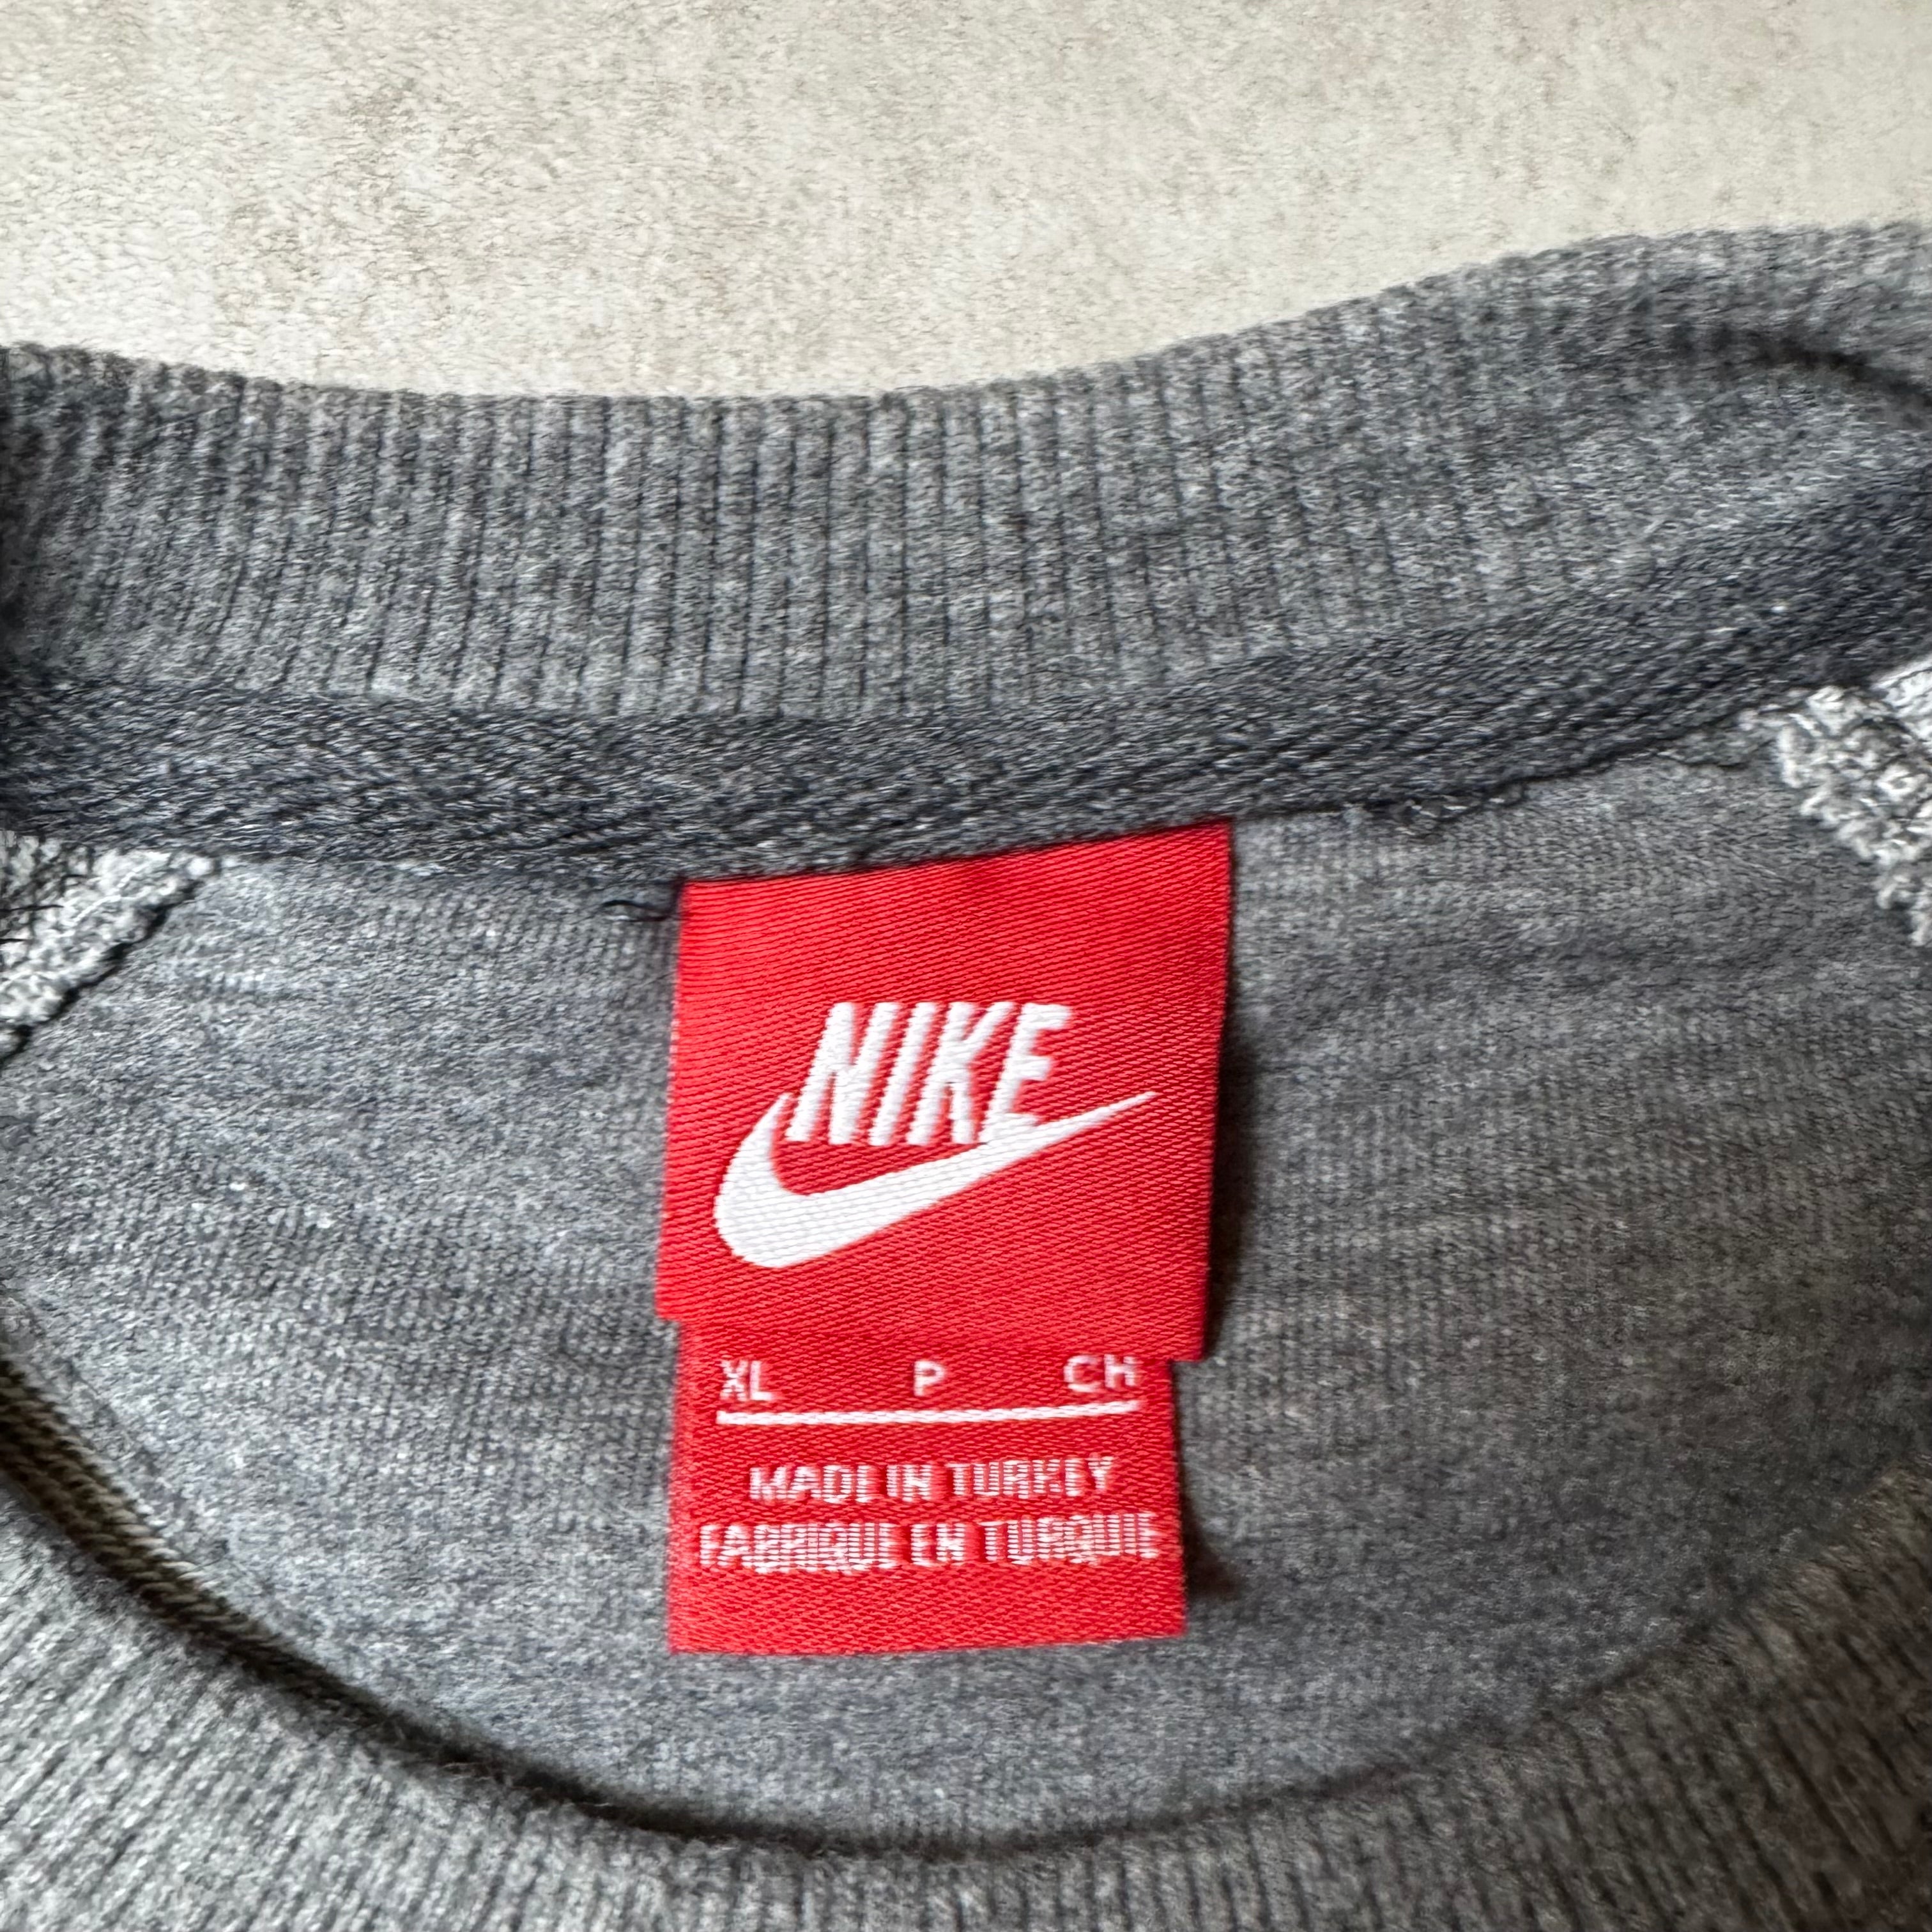 NIKE
XL P CH
MADE IN TURKEY
FABRIQUE EN TURQUIE